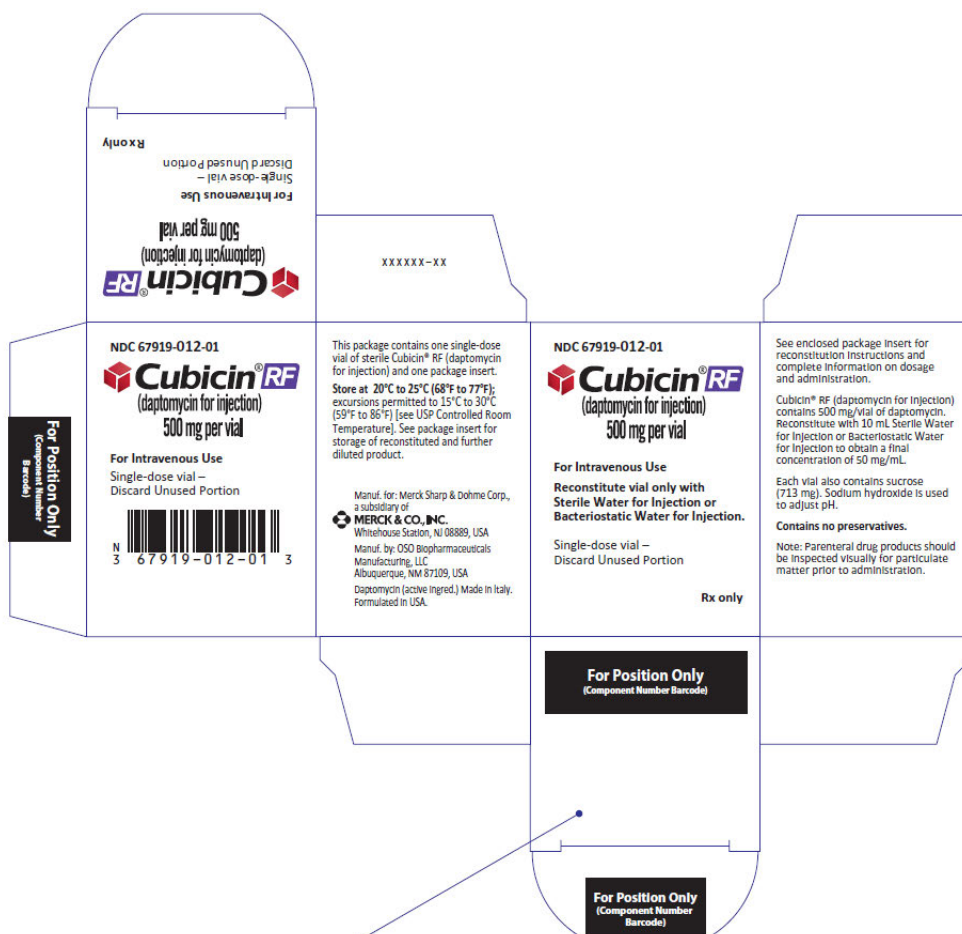 Rx only
Discard Unused Portion
Single-dose vial –
For Intravenous Use
500 mg per vial
(daptomycin for injection)
Cubicin® RF
xxxxxx-xx
For Position Only
(Component Number
Barcode)
NDC 67919-012-01
Cubicin® RF
(daptomycin for injection)
500 mg per vial
For Intravenous Use
Single-dose vial –
Discard Unused Portion
N
3 67919-012-01 3
This package contains one single-dose
vial of sterile Cubicin® RF (daptomycin
for injection) and one package insert.
Store at 20°C to 25°C (68°F to 77°F);
excursions permitted to 15°C to 30°C
(59°F to 86°F) [see USP Controlled Room
Temperature]. See package insert for
storage of reconstituted and further
diluted product.
Manuf. for: Merck Sharp & Dohme Corp.,
a subsidiary of
MERCK & CO., INC.
Whitehouse Station, NJ 08889, USA
Manuf. by: OSO Biopharmaceuticals
Manufacturing, LLC
Albuquerque, NM 87109, USA
Daptomycin (active ingred.) Made in Italy.
Formulated in USA.
NDC 67919-012-01
Cubicin® RF
(daptomycin for injection)
500 mg per vial
For Intravenous Use
Reconstitute vial only with
Sterile Water for Injection or
Bacteriostatic Water for Injection.
Single-dose vial –
Discard Unused Portion
Rx only
See enclosed package insert for
reconstitution instructions and
complete information on dosage
and administration.
Cubicin® RF (daptomycin for injection)
contains 500 mg/vial of daptomycin.
Reconstitute with 10 mL Sterile Water
for Injection or Bacteriostatic Water
for Injection to obtain a final
concentration of 50 mg/mL.
Each vial also contains sucrose
(713 mg). Sodium hydroxide is used
to adjust pH.
Contains no preservatives.
Note: Parenteral drug products should
be inspected visually for particulate
matter prior to administration.
For Position Only
(Component Number Barcode)
For Position Only
(Component Number
Barcode)